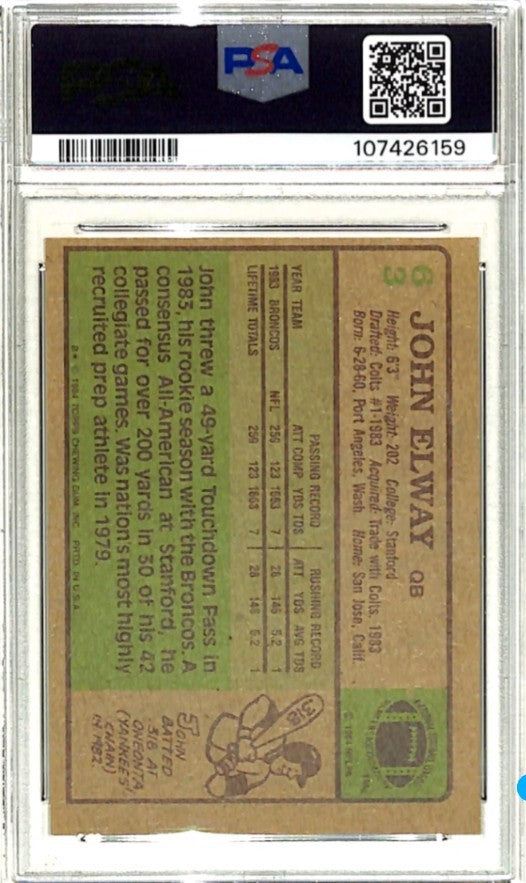 PSA
107426159
63
JOHN ELWAY QB
Height: 6'3" Weight: 202 College: Stanford
Drafted: Colts #1-1983 Acquired: Trade with Colts, 1983
Born: 6-28-60, Port Angeles, Wash. Home: San Jose, Calif.
PASSING RECORD RUSHING RECORD
YEAR TEAM ATT COMP YDS TDS ATT YDS AVG TDS
1983 BRONCOS NFL 259 123 1663 7 28 146 5.2 1
LIFETIME TOTALS 259 123 1663 7 28 146 5.2 1
John threw a 49-yard Touchdown Pass in
1983, his rookie season with the Broncos. A
consensus All-American at Stanford, he
passed for over 200 yards in 30 of his 42
collegiate games. Was nation's most highly
recruited prep athlete in 1979.
© 1984 TOPPS CHEWING GUM, INC. PRTD. IN U.S.A.
© 1984 NFLPA
.318
JOHN
BATTED
.318 AT
ONEONTA
(YANKEES'
CHAIN)
IN 1982.